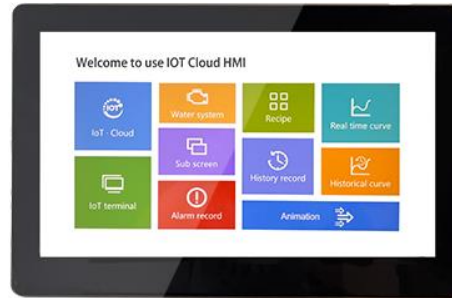 Welcome to use IOT Cloud HMI
IOT
IoT · Cloud
Water system
Recipe
Real time curve
Sub screen
History record
Historical curve
IoT terminal
Alarm record
Animation